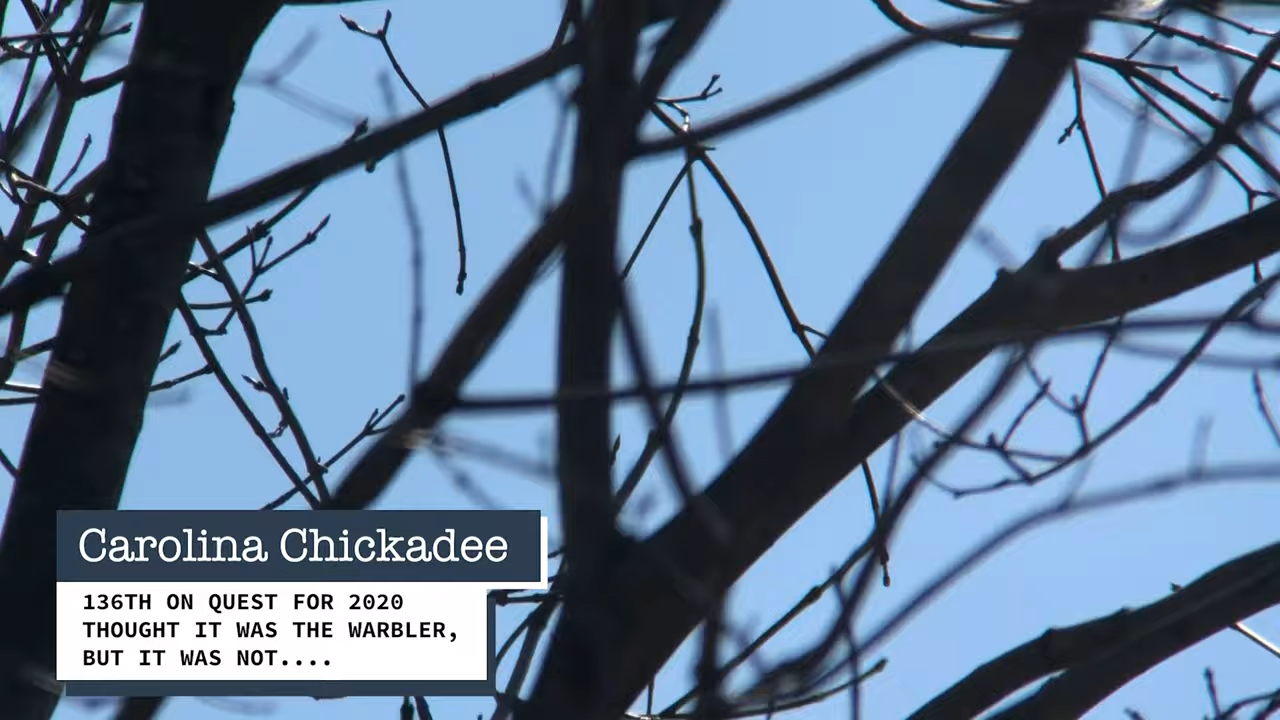 Carolina Chickadee
136TH ON QUEST FOR 2020
THOUGHT IT WAS THE WARBLER,
BUT IT WAS NOT....